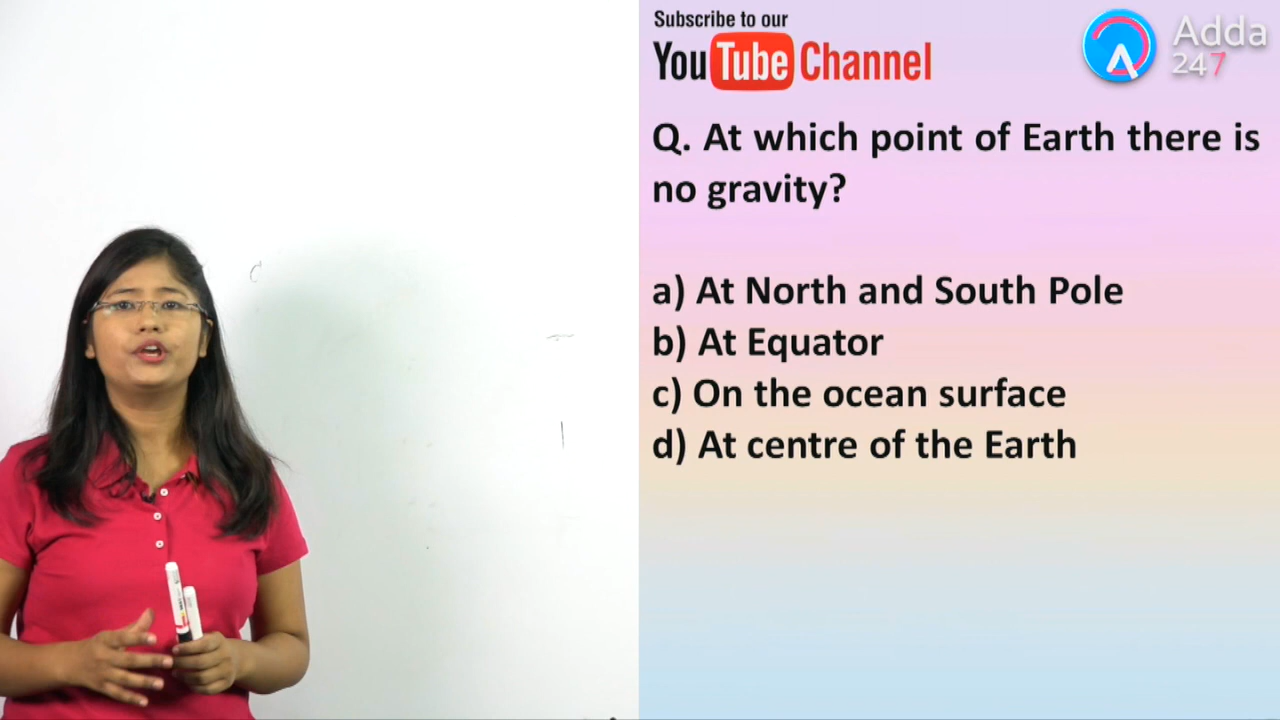 Subscribe to our
YouTube Channel
Adda
247
Q. At which point of Earth there is
no gravity?
a) At North and South Pole
b) At Equator
c) On the ocean surface
d) At centre of the Earth